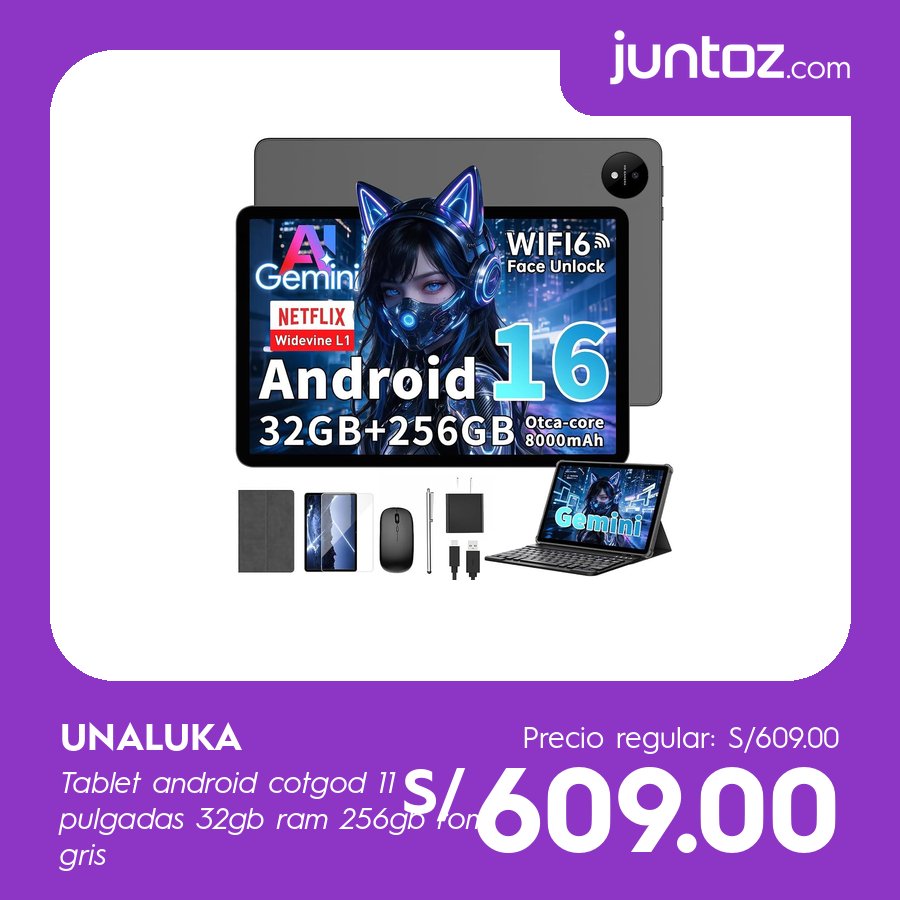 juntoz.com
AI
Gemini
WIFI6
Face Unlock
NETFLIX
Widevine L1
Android 16
32GB+256GB
Otca-core
8000mAh
Gemini
UNALUKA
Tablet android cotgod 11
pulgadas 32gb ram 256gb rom
gris
Precio regular: S/609.00
S/609.00